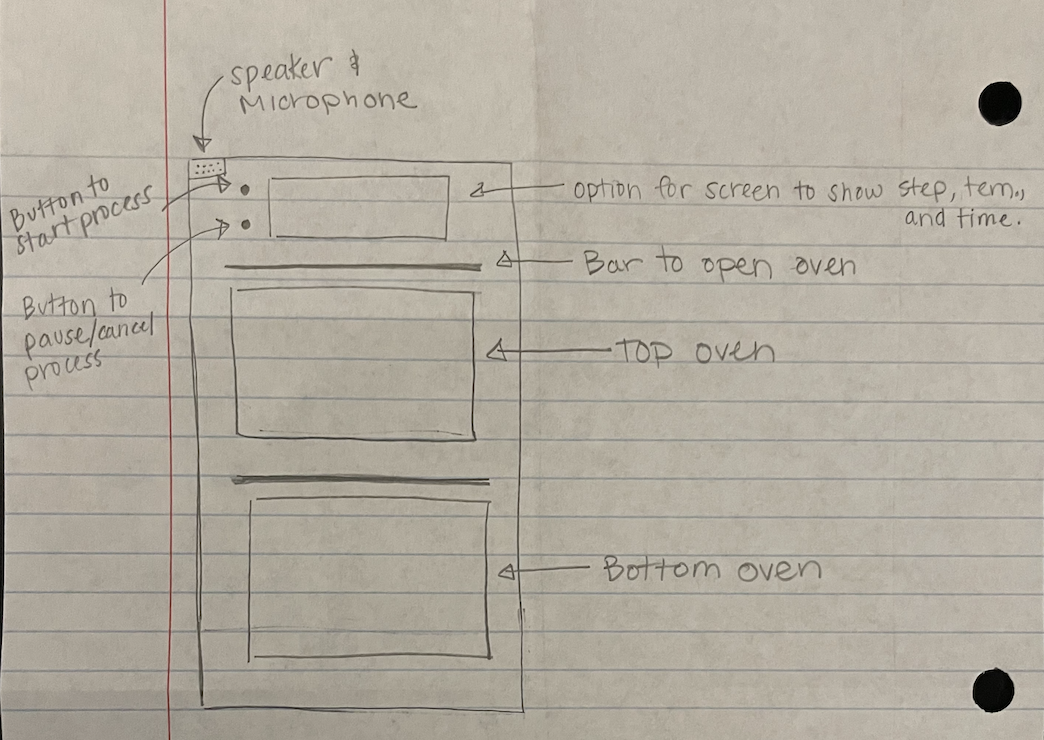 speaker &
Microphone
Button to
start process
option for screen to show step, tem.,
and time.
Bar to open oven
Button to
pause/cancel
process
TOP oven
Bottom oven